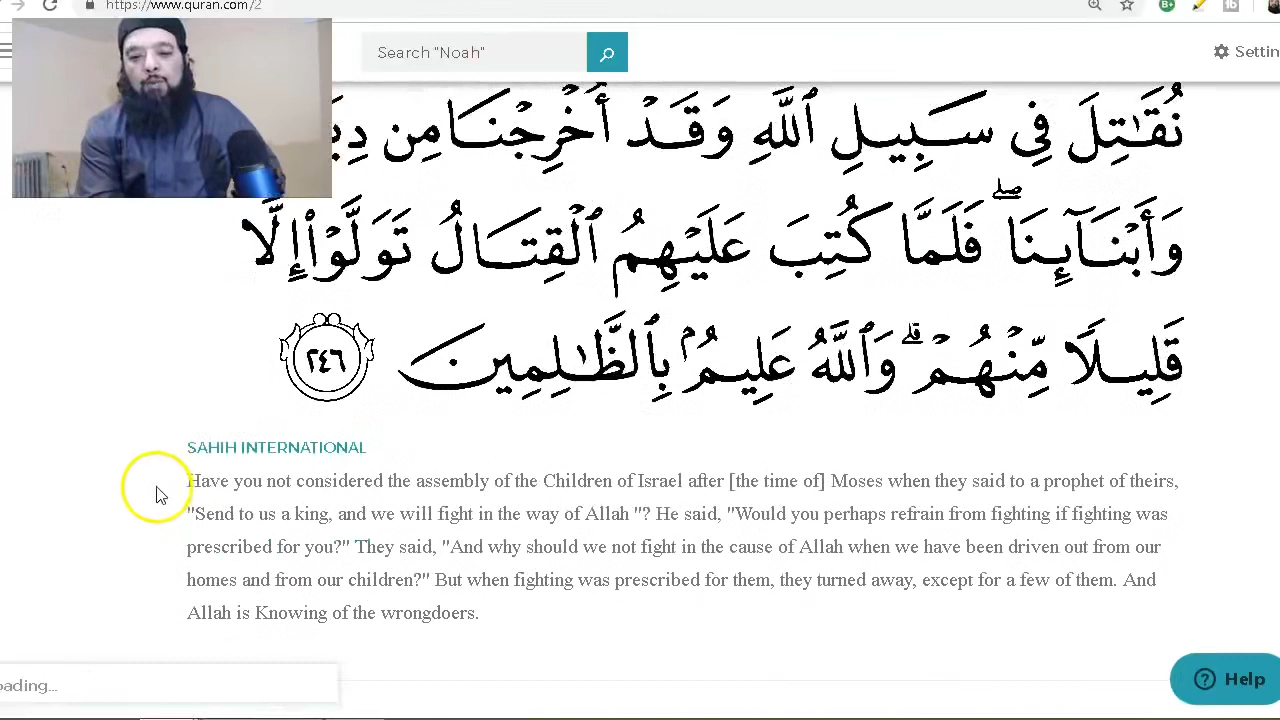 https://www.quran.com/2
Search "Noah"
Settin
نُقَـٰتِلَ فِى سَبِيلِ ٱللَّهِ وَقَدْ أُخْرِجْنَا مِن
وَأَبْنَآئِنَا ۖ فَلَمَّا كُتِبَ عَلَيْهِمُ ٱلْقِتَالُ تَوَلَّوْا۟ إِلَّا
قَلِيلًا مِّنْهُمْ ۗ وَٱللَّهُ عَلِيمٌۢ بِٱلظَّـٰلِمِينَ ٢٤٦
SAHIH INTERNATIONAL
Have you not considered the assembly of the Children of Israel after [the time of] Moses when they said to a prophet of theirs,
"Send to us a king, and we will fight in the way of Allah "? He said, "Would you perhaps refrain from fighting if fighting was
prescribed for you?" They said, "And why should we not fight in the cause of Allah when we have been driven out from our
homes and from our children?" But when fighting was prescribed for them, they turned away, except for a few of them. And
Allah is Knowing of the wrongdoers.
oading...
Help